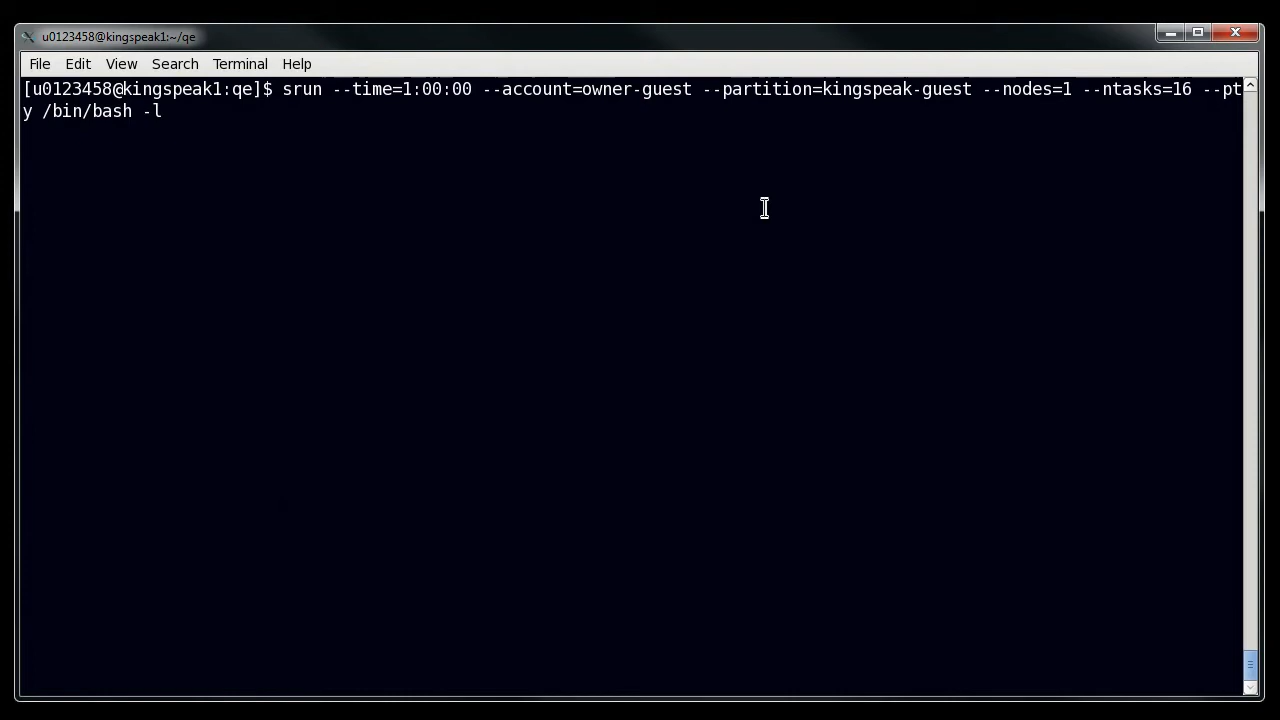 u0123458@kingspeak1:~/qe
File Edit View Search Terminal Help
[u0123458@kingspeak1:qe]$ srun --time=1:00:00 --account=owner-guest --partition=kingspeak-guest --nodes=1 --ntasks=16 --pt
y /bin/bash -l